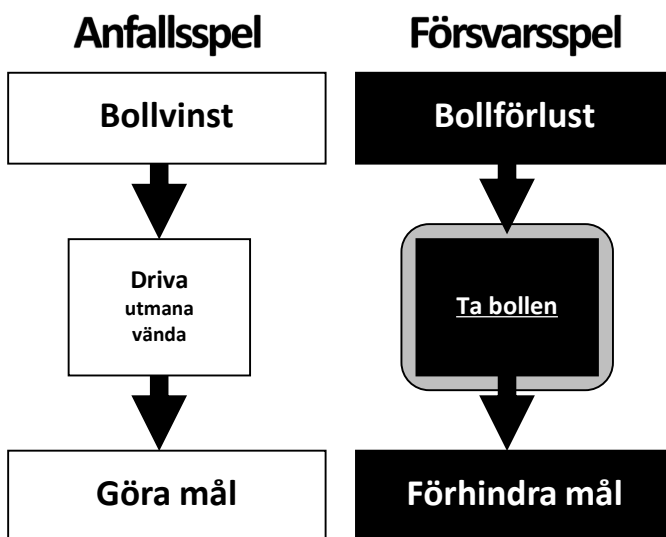 Anfallsspel
Försvarsspel
Bollvinst
Bollförlust
Driva
utmana
vända
Ta bollen
Göra mål
Förhindra mål